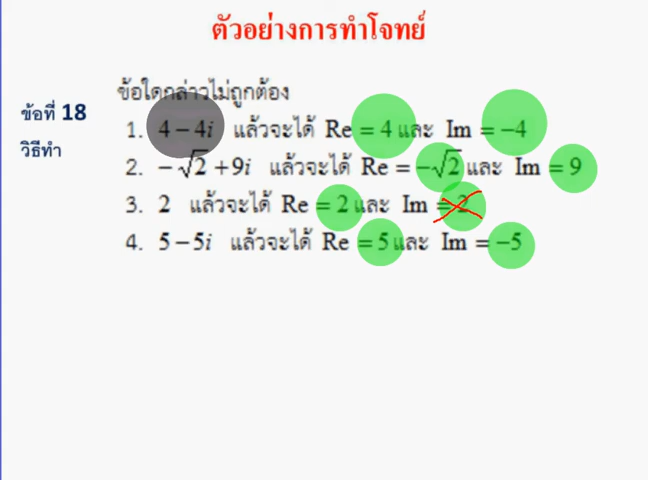 ตัวอย่างการทำโจทย์
ข้อที่ 18
วิธีทำ
ข้อใดกล่าวไม่ถูกต้อง
1. 4 − 4i แล้วจะได้ Re = 4 และ Im = −4
2. −√2 + 9i แล้วจะได้ Re = −√2 และ Im = 9
3. 2 แล้วจะได้ Re = 2 และ Im = 2
4. 5 − 5i แล้วจะได้ Re = 5 และ Im = −5